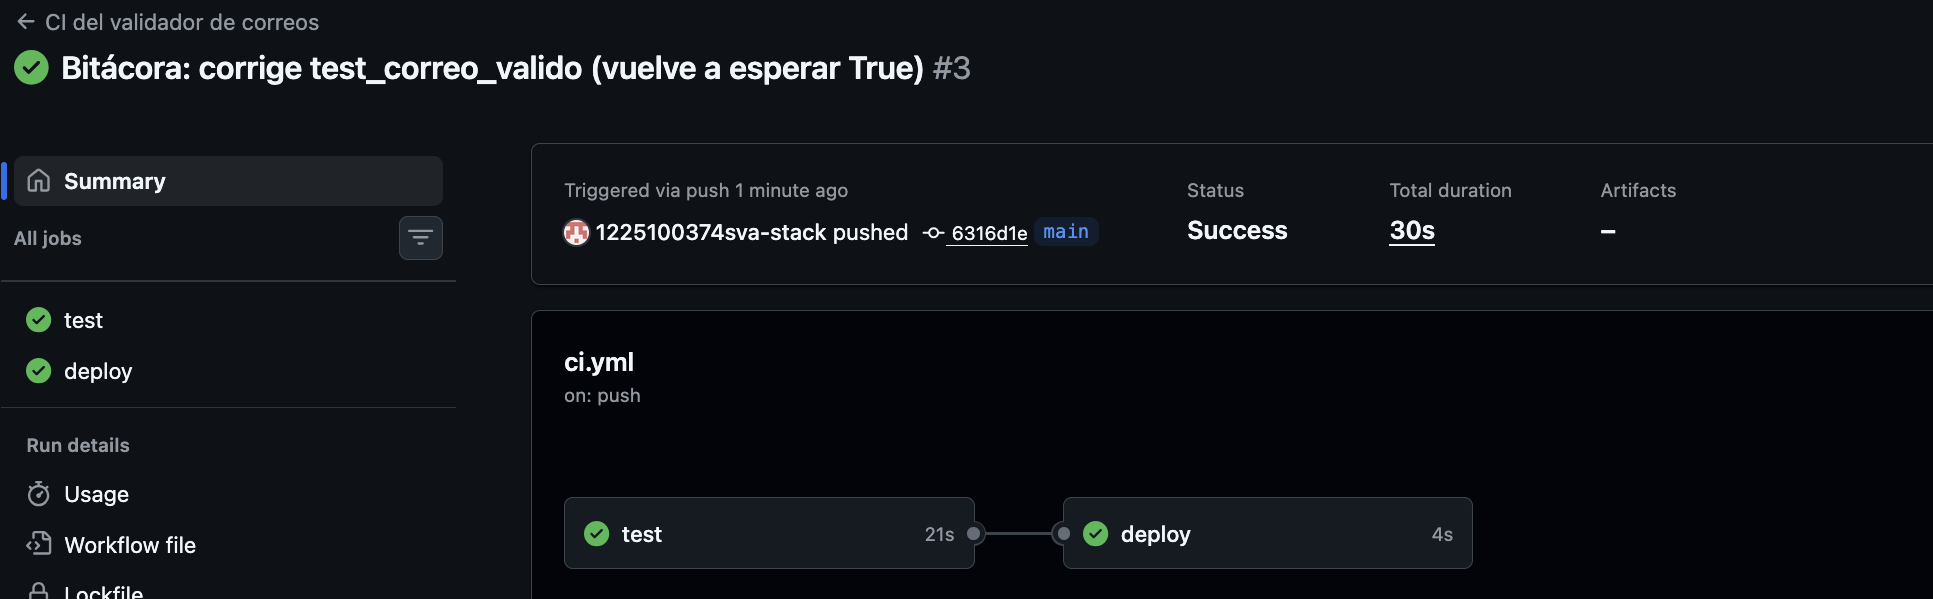 CI del validador de correos
Bitácora: corrige test_correo_valido (vuelve a esperar True) #3
Summary
All jobs
test
deploy
Run details
Usage
Workflow file
Lockfile
Triggered via push 1 minute ago
1225100374sva-stack pushed 6316d1e main
Status
Success
Total duration
30s
Artifacts
–
ci.yml
on: push
test 21s
deploy 4s